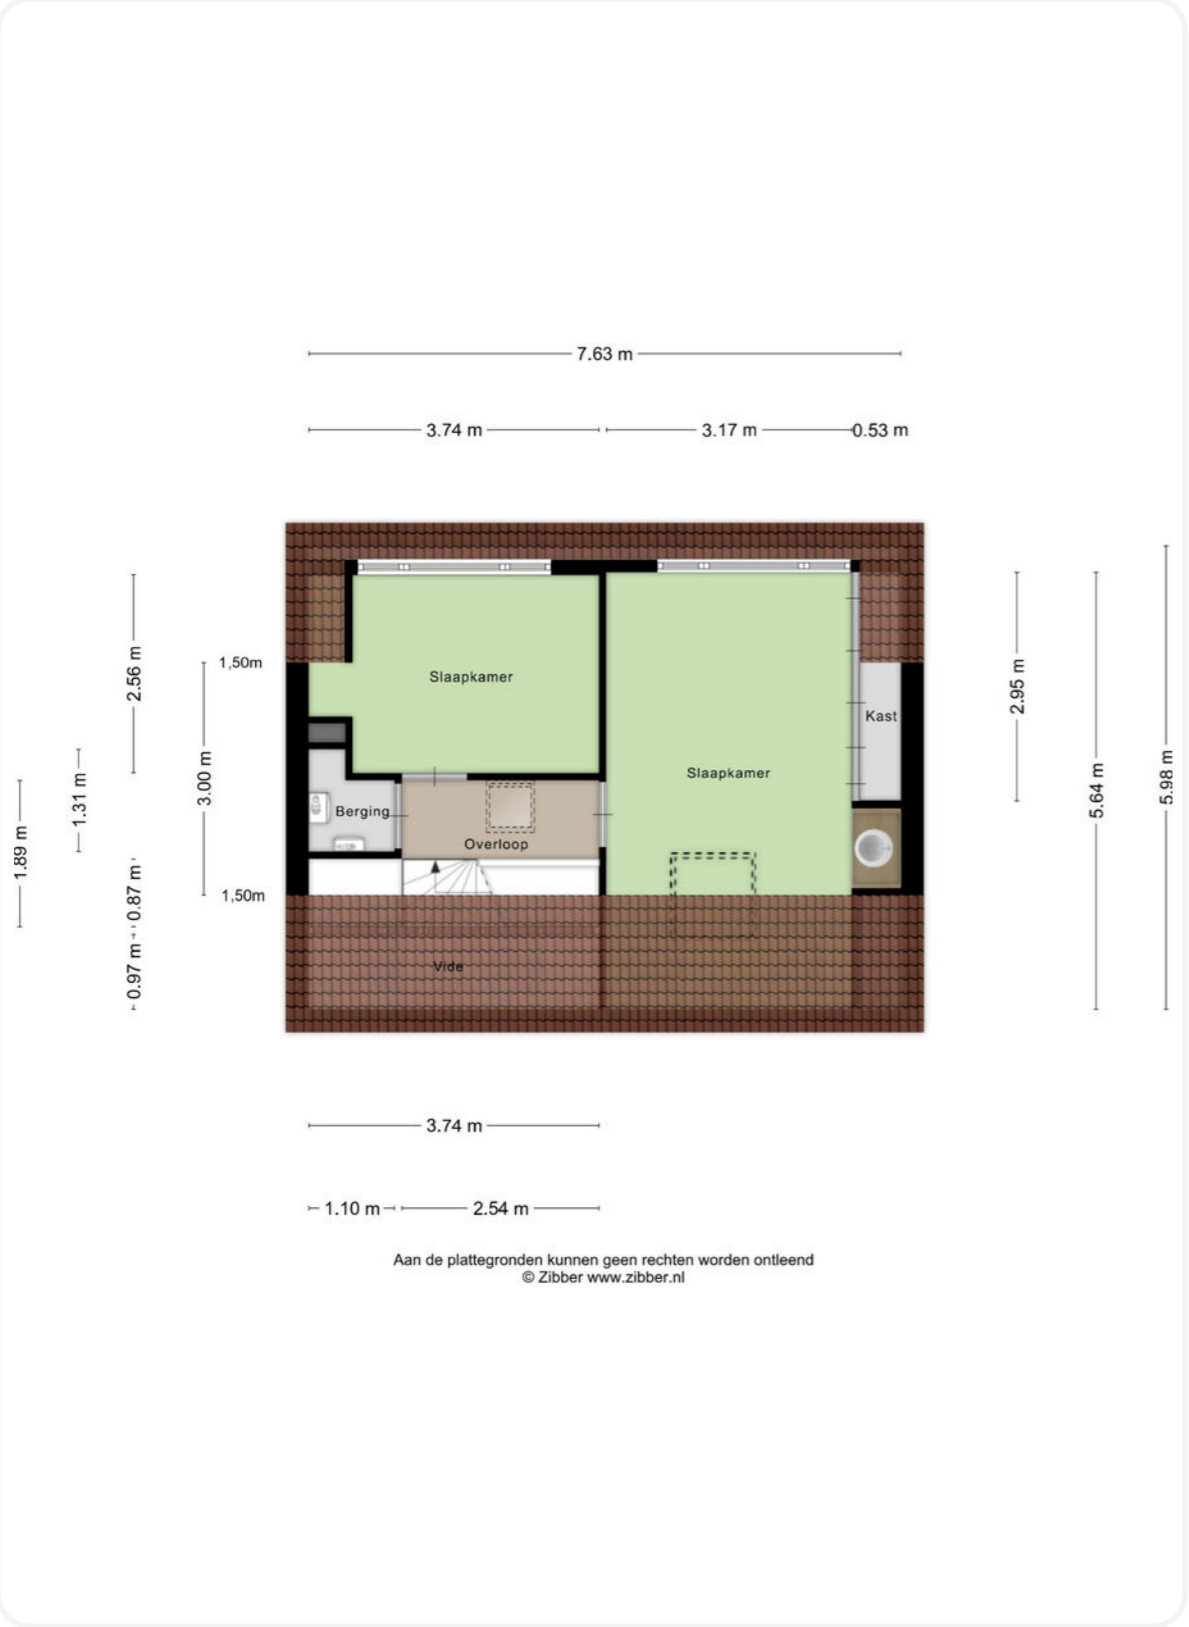 7.63 m
3.74 m
3.17 m
0.53 m
Slaapkamer
Slaapkamer
Kast
Berging
Overloop
Vide
1,50m
1,50m
2.56 m
3.00 m
1.31 m
1.89 m
0.87 m
0.97 m
2.95 m
5.64 m
5.98 m
3.74 m
1.10 m
2.54 m
Aan de plattegronden kunnen geen rechten worden ontleend
© Zibber www.zibber.nl